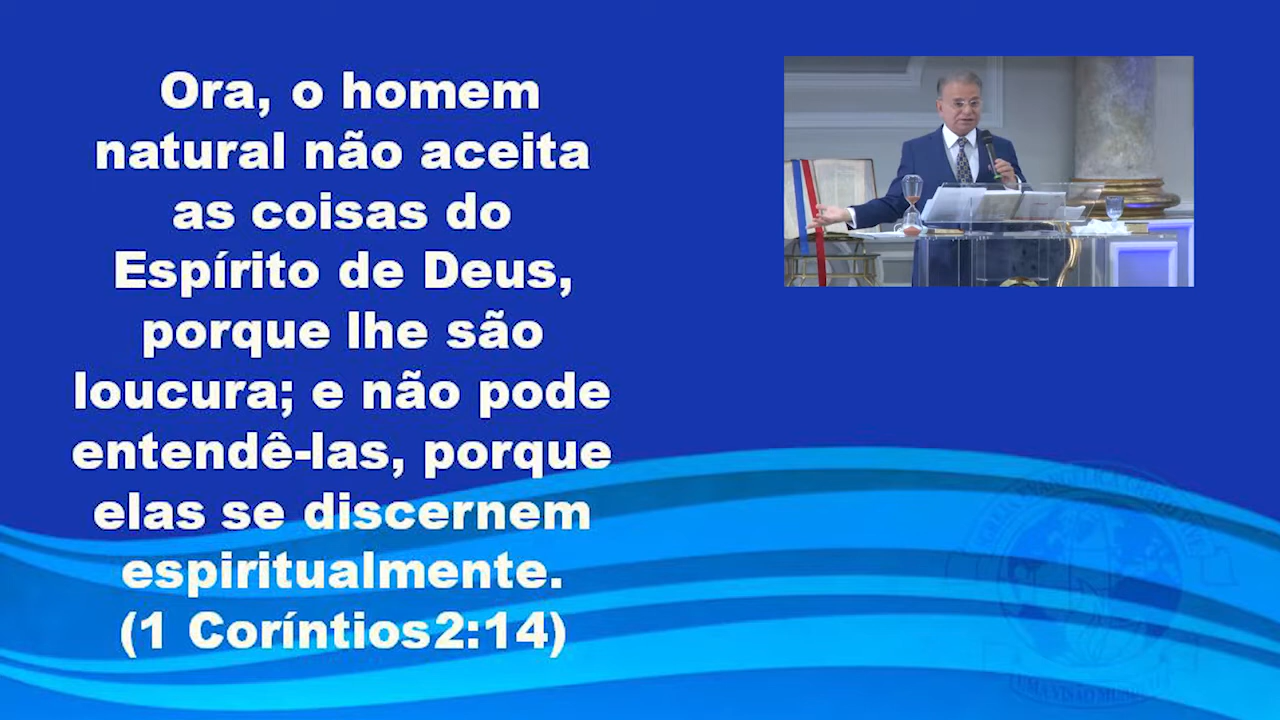 Ora, o homem
natural não aceita
as coisas do
Espírito de Deus,
porque lhe são
loucura; e não pode
entendê-las, porque
elas se discernem
espiritualmente.
(1 Coríntios2:14)